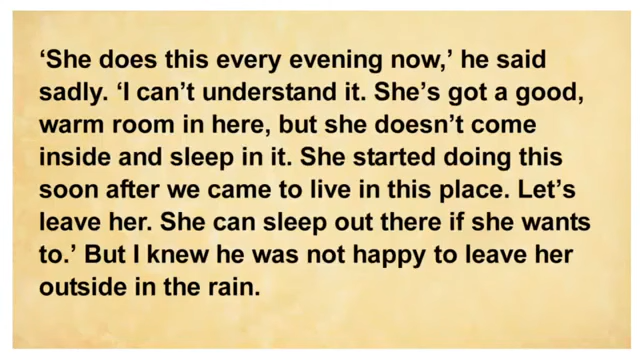 ‘She does this every evening now,’ he said
sadly. ‘I can’t understand it. She’s got a good,
warm room in here, but she doesn’t come
inside and sleep in it. She started doing this
soon after we came to live in this place. Let’s
leave her. She can sleep out there if she wants
to.’ But I knew he was not happy to leave her
outside in the rain.